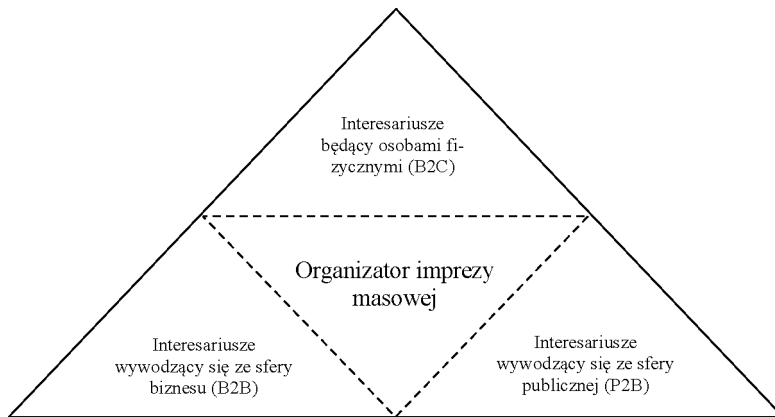 Interesariusze
będący osobami fi-
zycznymi (B2C)
Organizator imprezy
masowej
Interesariusze
wywodzący się ze sfery
biznesu (B2B)
Interesariusze
wywodzący się ze sfery
publicznej (P2B)